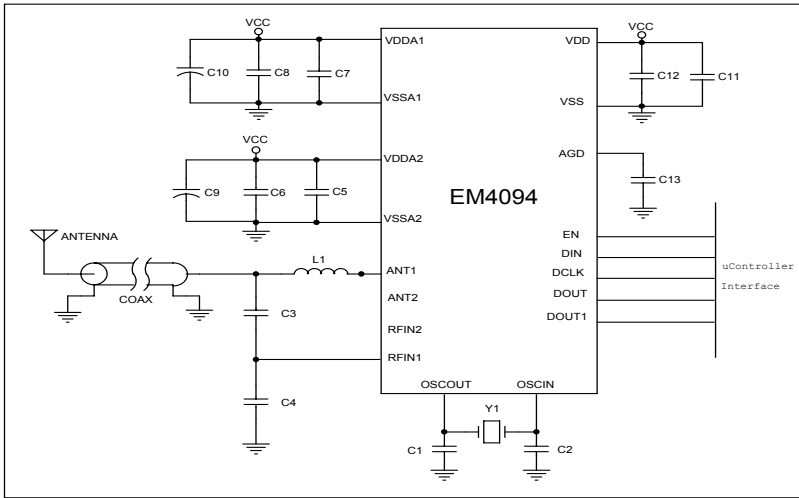 VCC
VDDA1
C10
C8
C7
VSSA1
VCC
VDDA2
C9
C6
C5
VSSA2
ANTENNA
COAX
L1
ANT1
ANT2
C3
RFIN2
RFIN1
C4
EM4094
OSCOUT
OSCIN
Y1
C1
C2
VCC
VDD
C12
C11
VSS
AGD
C13
EN
DIN
DCLK
DOUT
DOUT1
uController
Interface